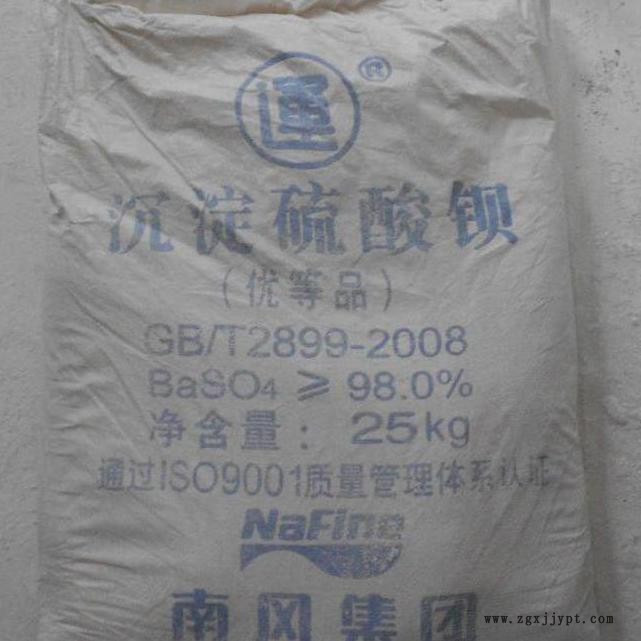 運 ®
沉淀硫酸钡
(优等品)
GB/T2899-2008
BaSO4 ≥ 98.0%
净含量: 25kg
通过ISO9001质量管理体系认证
NaFine
南风集团
www.zgxjjypt.com